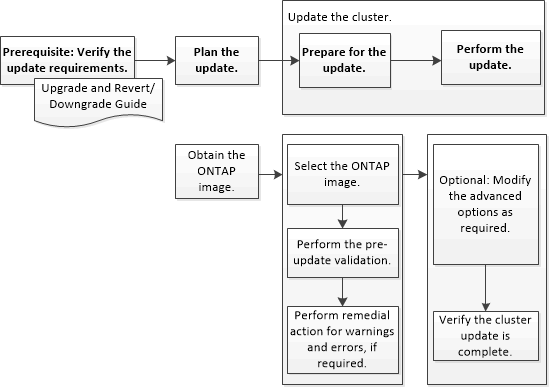 Update the cluster.
Prerequisite: Verify the
update requirements.
Plan the
update.
Prepare for the
update.
Perform the
update.
Upgrade and Revert/
Downgrade Guide
Obtain the
ONTAP
image.
Select the ONTAP
image.
Perform the pre-
update validation.
Perform remedial
action for warnings
and errors, if
required.
Optional: Modify
the advanced
options as
required.
Verify the cluster
update is
complete.